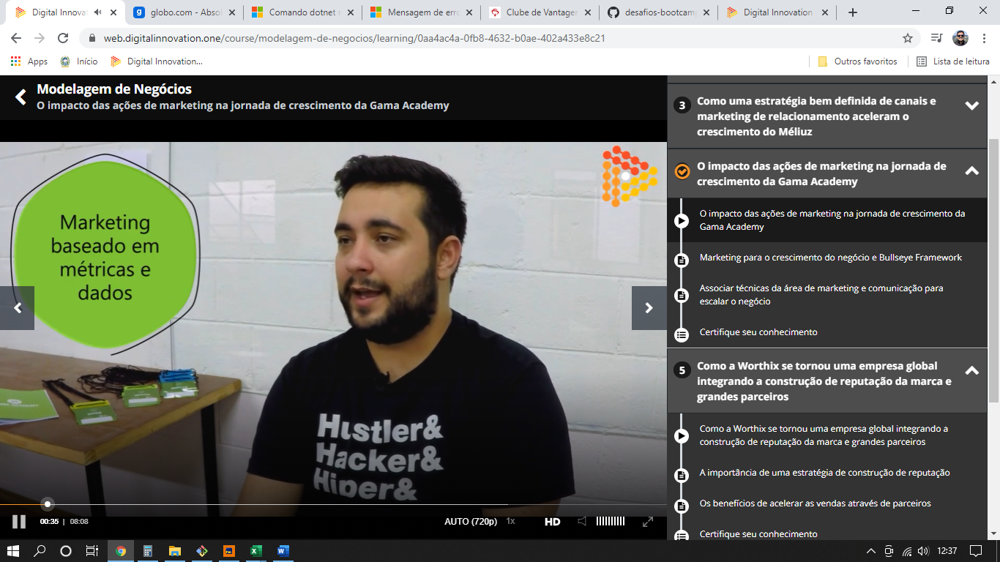 Digital Innova
globo.com - Absol
Comando dotnet r
Mensagem de erro
Clube de Vantager
desafios-bootcam
Digital Innovation
web.digitalinnovation.one/course/modelagem-de-negocios/learning/0aa4ac4a-0fb8-4632-b0ae-402a433e8c21
Apps
Início
Digital Innovation...
Outros favoritos
Lista de leitura
Modelagem de Negócios
O impacto das ações de marketing na jornada de crescimento da Gama Academy
Marketing
baseado em
métricas e
dados
Hustler&
Hacker&
Hiper&
00:35 | 08:08
AUTO (720p)
1x
HD
3
Como uma estratégia bem definida de canais e
marketing de relacionamento aceleram o
crescimento do Méliuz
O impacto das ações de marketing na jornada de
crescimento da Gama Academy
O impacto das ações de marketing na jornada de crescimento da
Gama Academy
Marketing para o crescimento do negócio e Bullseye Framework
Associar técnicas da área de marketing e comunicação para
escalar o negócio
Certifique seu conhecimento
5
Como a Worthix se tornou uma empresa global
integrando a construção de reputação da marca e
grandes parceiros
Como a Worthix se tornou uma empresa global integrando a
construção de reputação da marca e grandes parceiros
A importância de uma estratégia de construção de reputação
Os benefícios de acelerar as vendas através de parceiros
Certifique seu conhecimento
12:37